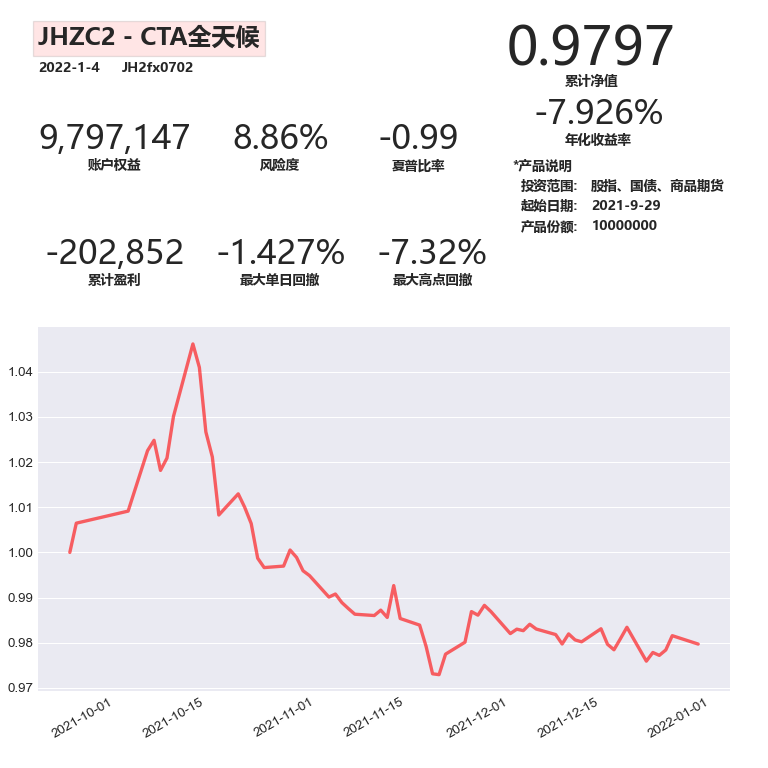 JHZC2 - CTA全天候
2022-1-4 JH2fx0702
0.9797
累计净值
-7.926%
年化收益率
9,797,147
账户权益
8.86%
风险度
-0.99
夏普比率
*产品说明
投资范围: 股指、国债、商品期货
起始日期: 2021-9-29
产品份额: 10000000
-202,852
累计盈利
-1.427%
最大单日回撤
-7.32%
最大高点回撤
1.04
1.03
1.02
1.01
1.00
0.99
0.98
0.97
2021-10-01
2021-10-15
2021-11-01
2021-11-15
2021-12-01
2021-12-15
2022-01-01